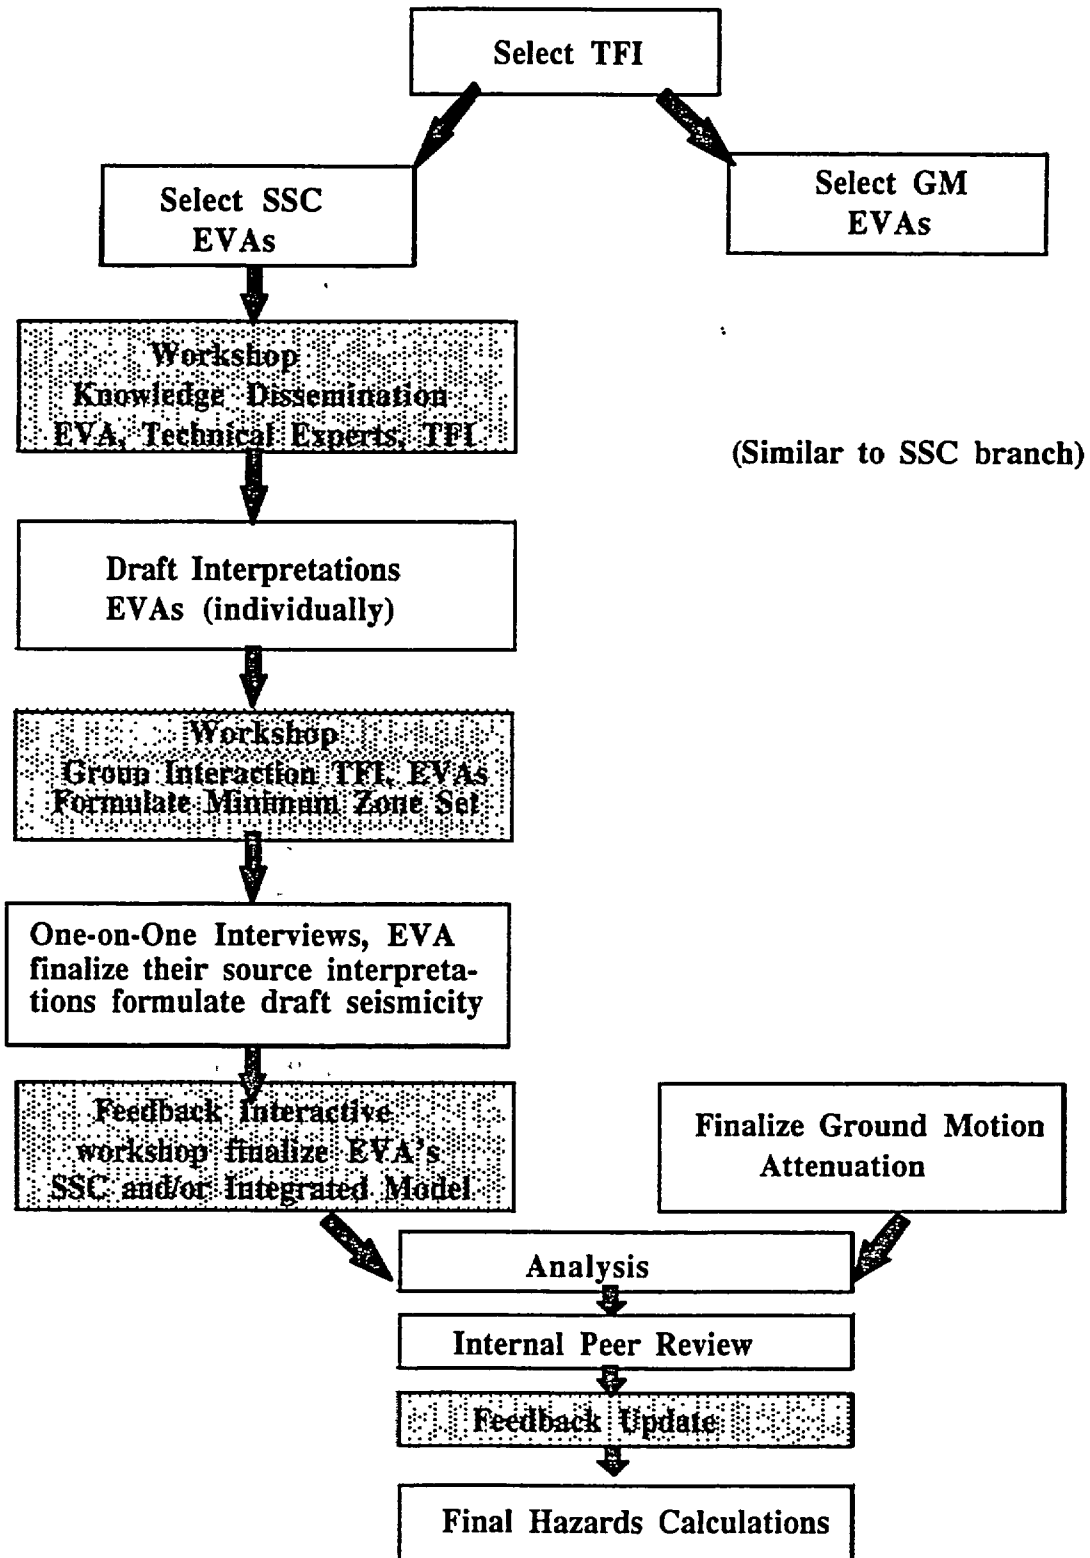 Select TFI
Select SSC
EVAs
Select GM
EVAs
Workshop
Knowledge Dissemination
EVA, Technical Experts, TFI
(Similar to SSC branch)
Draft Interpretations
EVAs (individually)
Workshop
Group Interaction TFI, EVAs
Formulate Minimum Zone Set
One-on-One Interviews, EVA
finalize their source interpreta-
tions formulate draft seismicity
Feedback Interactive
workshop finalize EVA's
SSC and/or Integrated Model
Finalize Ground Motion
Attenuation
Analysis
Internal Peer Review
Feedback Update
Final Hazards Calculations